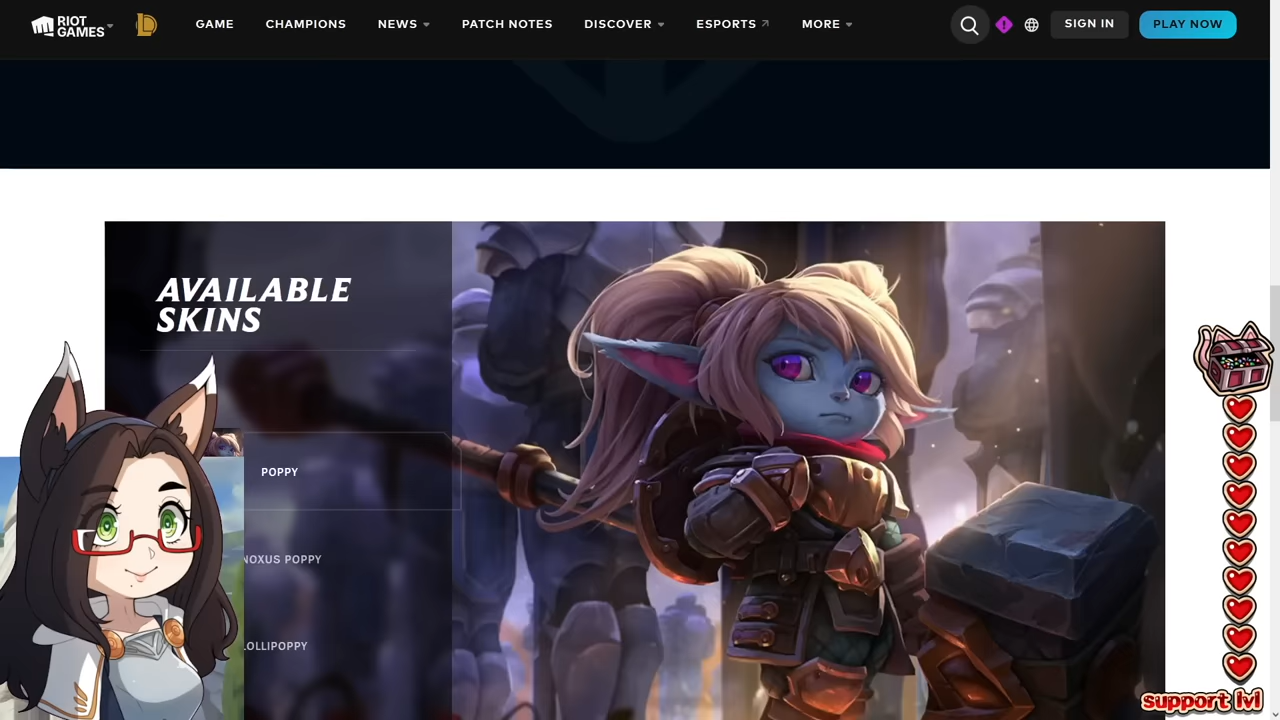 RIOT
GAMES
GAME
CHAMPIONS
NEWS
PATCH NOTES
DISCOVER
ESPORTS
MORE
SIGN IN
PLAY NOW
AVAILABLE
SKINS
POPPY
NOXUS POPPY
LOLLIPOPPY
support lvl